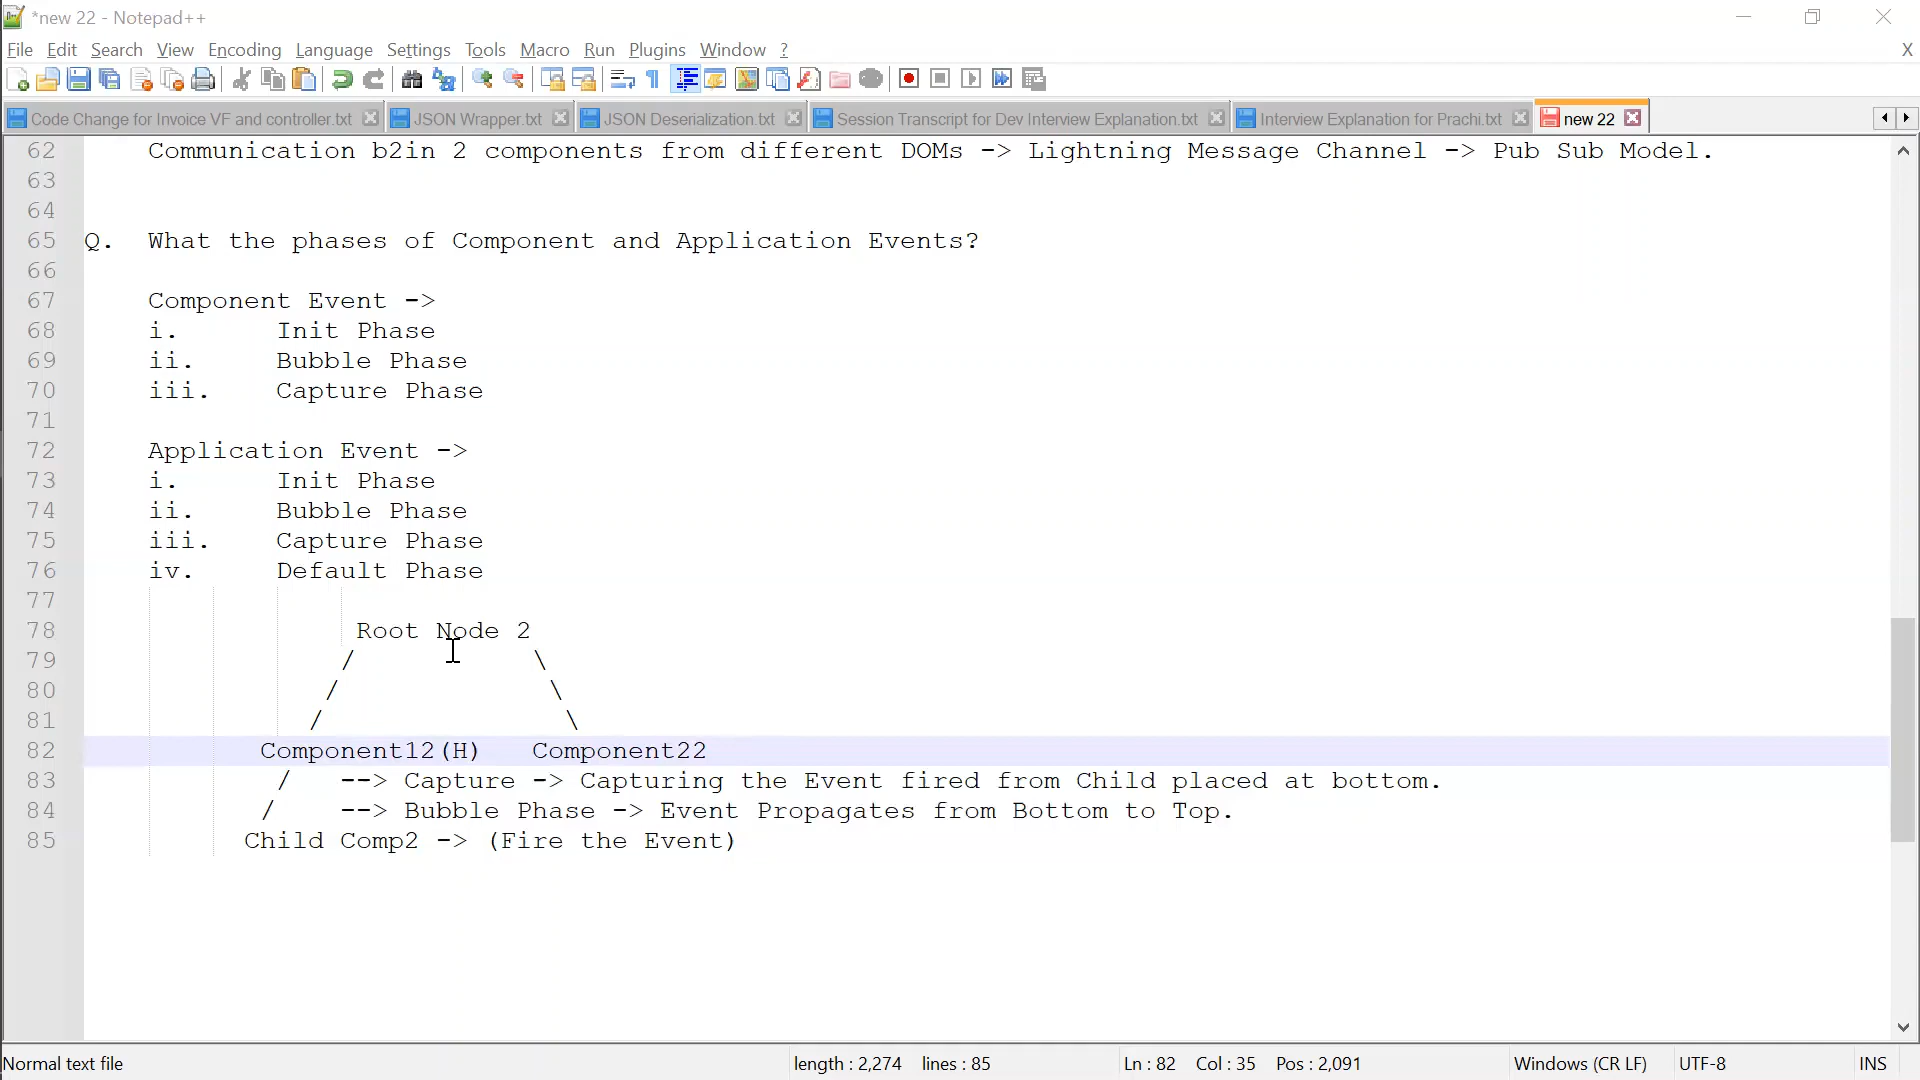 *new 22 - Notepad++
File Edit Search View Encoding Language Settings Tools Macro Run Plugins Window ? X
Code Change for Invoice VF and controller.txt JSON Wrapper.txt JSON Deserialization.txt Session Transcript for Dev Interview Explanation.txt Interview Explanation for Prachi.txt new 22
62 Communication b2in 2 components from different DOMs -> Lightning Message Channel -> Pub Sub Model.
63
64
65 Q. What the phases of Component and Application Events?
66
67 Component Event ->
68 i. Init Phase
69 ii. Bubble Phase
70 iii. Capture Phase
71
72 Application Event ->
73 i. Init Phase
74 ii. Bubble Phase
75 iii. Capture Phase
76 iv. Default Phase
77
78 Root Node 2
79 / \
80 / \
81 / \
82 Component12(H) Component22
83 / --> Capture -> Capturing the Event fired from Child placed at bottom.
84 / --> Bubble Phase -> Event Propagates from Bottom to Top.
85 Child Comp2 -> (Fire the Event)
Normal text file length : 2,274 lines : 85 Ln : 82 Col : 35 Pos : 2,091 Windows (CR LF) UTF-8 INS